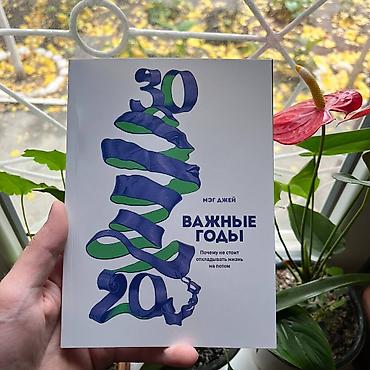 30
МЭГ ДЖЕЙ
ВАЖНЫЕ
ГОДЫ
Почему не стоит
откладывать жизнь
на потом
20